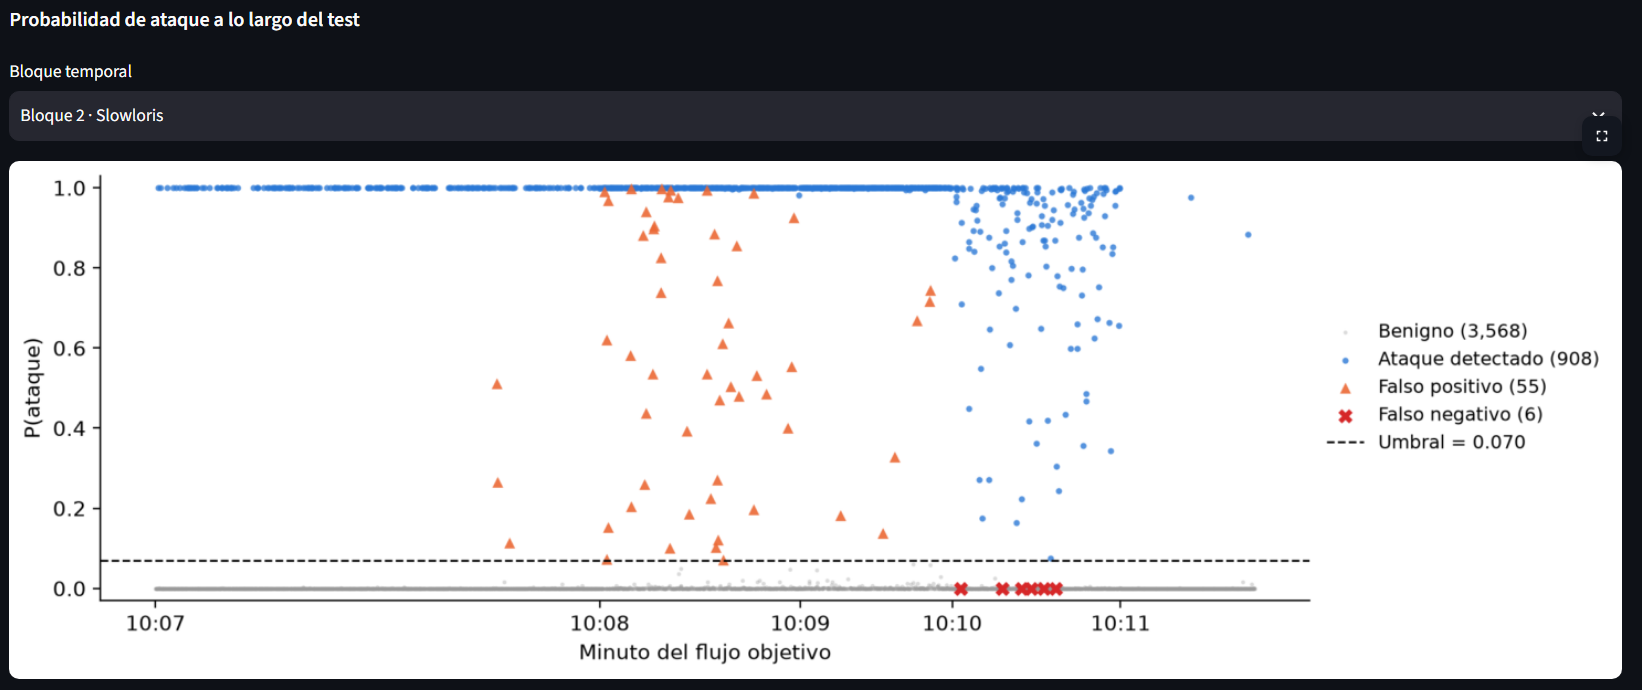 Probabilidad de ataque a lo largo del test
Bloque temporal
Bloque 2 · Slowloris
1.0
0.8
0.6
0.4
0.2
0.0
P(ataque)
10:07
10:08
10:09
10:10
10:11
Minuto del flujo objetivo
Benigno (3,568)
Ataque detectado (908)
Falso positivo (55)
Falso negativo (6)
Umbral = 0.070